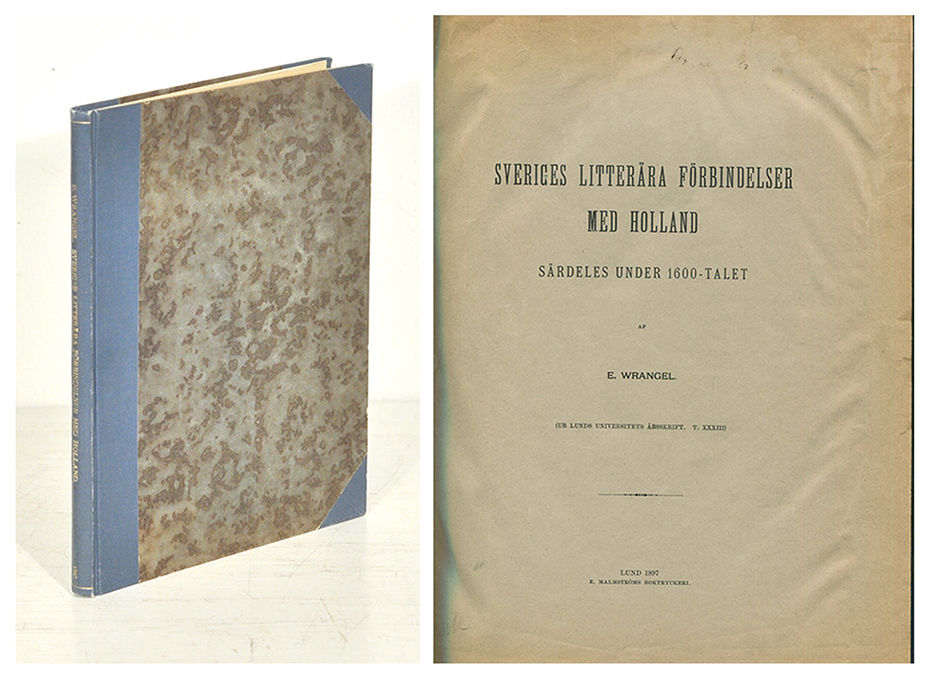 E. WRANGEL SVERIGES LITTERÄRA FÖRBINDELSER MED HOLLAND
SVERIGES LITTERÄRA FÖRBINDELSER
MED HOLLAND
SÄRDELES UNDER 1600-TALET
AF
E. WRANGEL.
(UR LUNDS UNIVERSITETS ÅRSSKRIFT. T. XXXIII)
LUND 1897
E. MALMSTRÖMS BOKTRYCKERI.